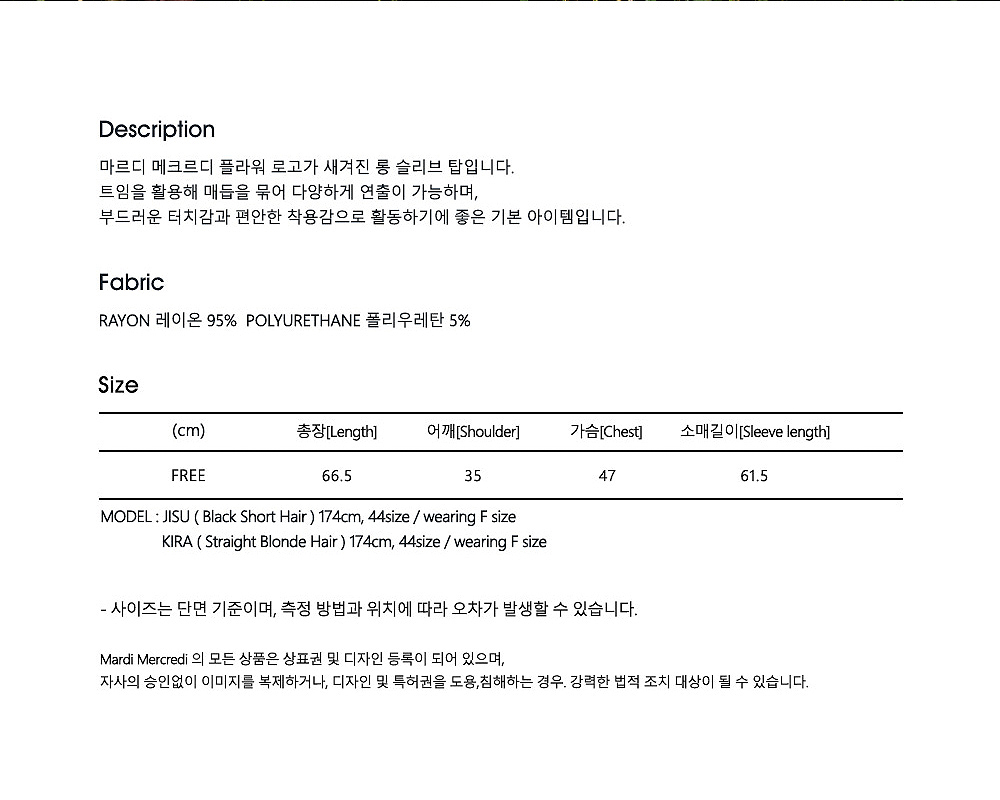 Description
마르디 메크르디 플라워 로고가 새겨진 롱 슬리브 탑입니다.
트임을 활용해 매듭을 묶어 다양하게 연출이 가능하며,
부드러운 터치감과 편안한 착용감으로 활동하기에 좋은 기본 아이템입니다.
Fabric
RAYON 레이온 95%  POLYURETHANE 폴리우레탄 5%
Size
(cm) 총장[Length] 어깨[Shoulder] 가슴[Chest] 소매길이[Sleeve length]
FREE 66.5 35 47 61.5
MODEL : JISU ( Black Short Hair ) 174cm, 44size / wearing F size
KIRA ( Straight Blonde Hair ) 174cm, 44size / wearing F size
- 사이즈는 단면 기준이며, 측정 방법과 위치에 따라 오차가 발생할 수 있습니다.
Mardi Mercredi 의 모든 상품은 상표권 및 디자인 등록이 되어 있으며,
자사의 승인없이 이미지를 복제하거나, 디자인 및 특허권을 도용,침해하는 경우. 강력한 법적 조치 대상이 될 수 있습니다.